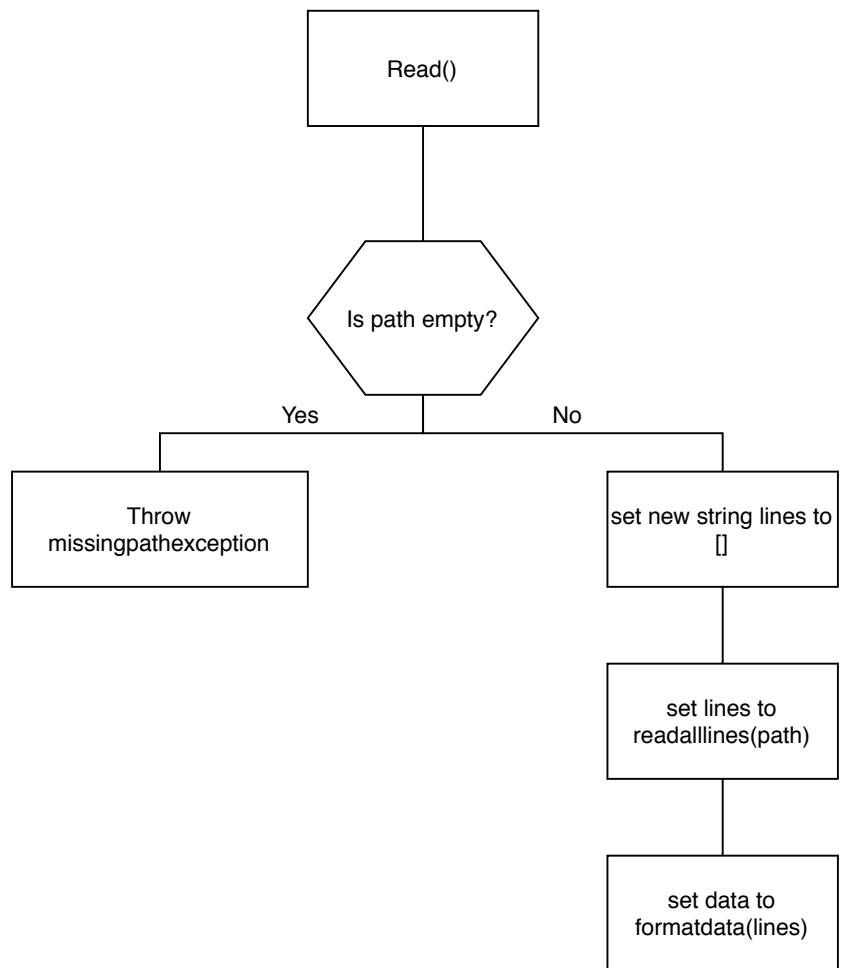 Read()
Is path empty?
Yes
No
Throw
missingpathexception
set new string lines to
[]
set lines to
readalllines(path)
set data to
formatdata(lines)